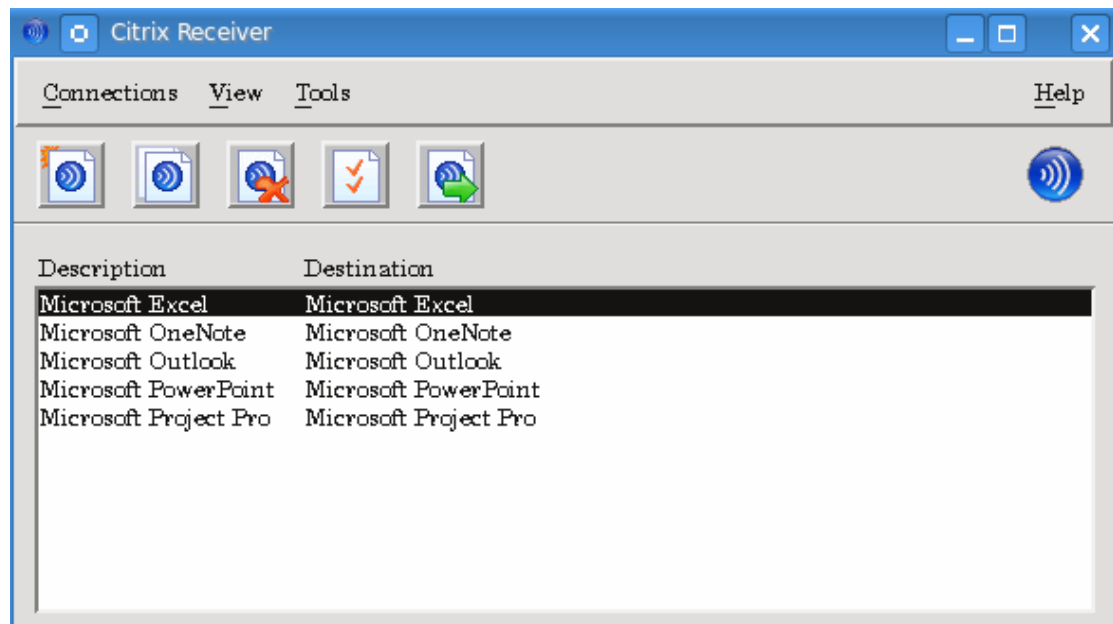 Citrix Receiver
Connections View Tools Help
Description Destination
Microsoft Excel Microsoft Excel
Microsoft OneNote Microsoft OneNote
Microsoft Outlook Microsoft Outlook
Microsoft PowerPoint Microsoft PowerPoint
Microsoft Project Pro Microsoft Project Pro